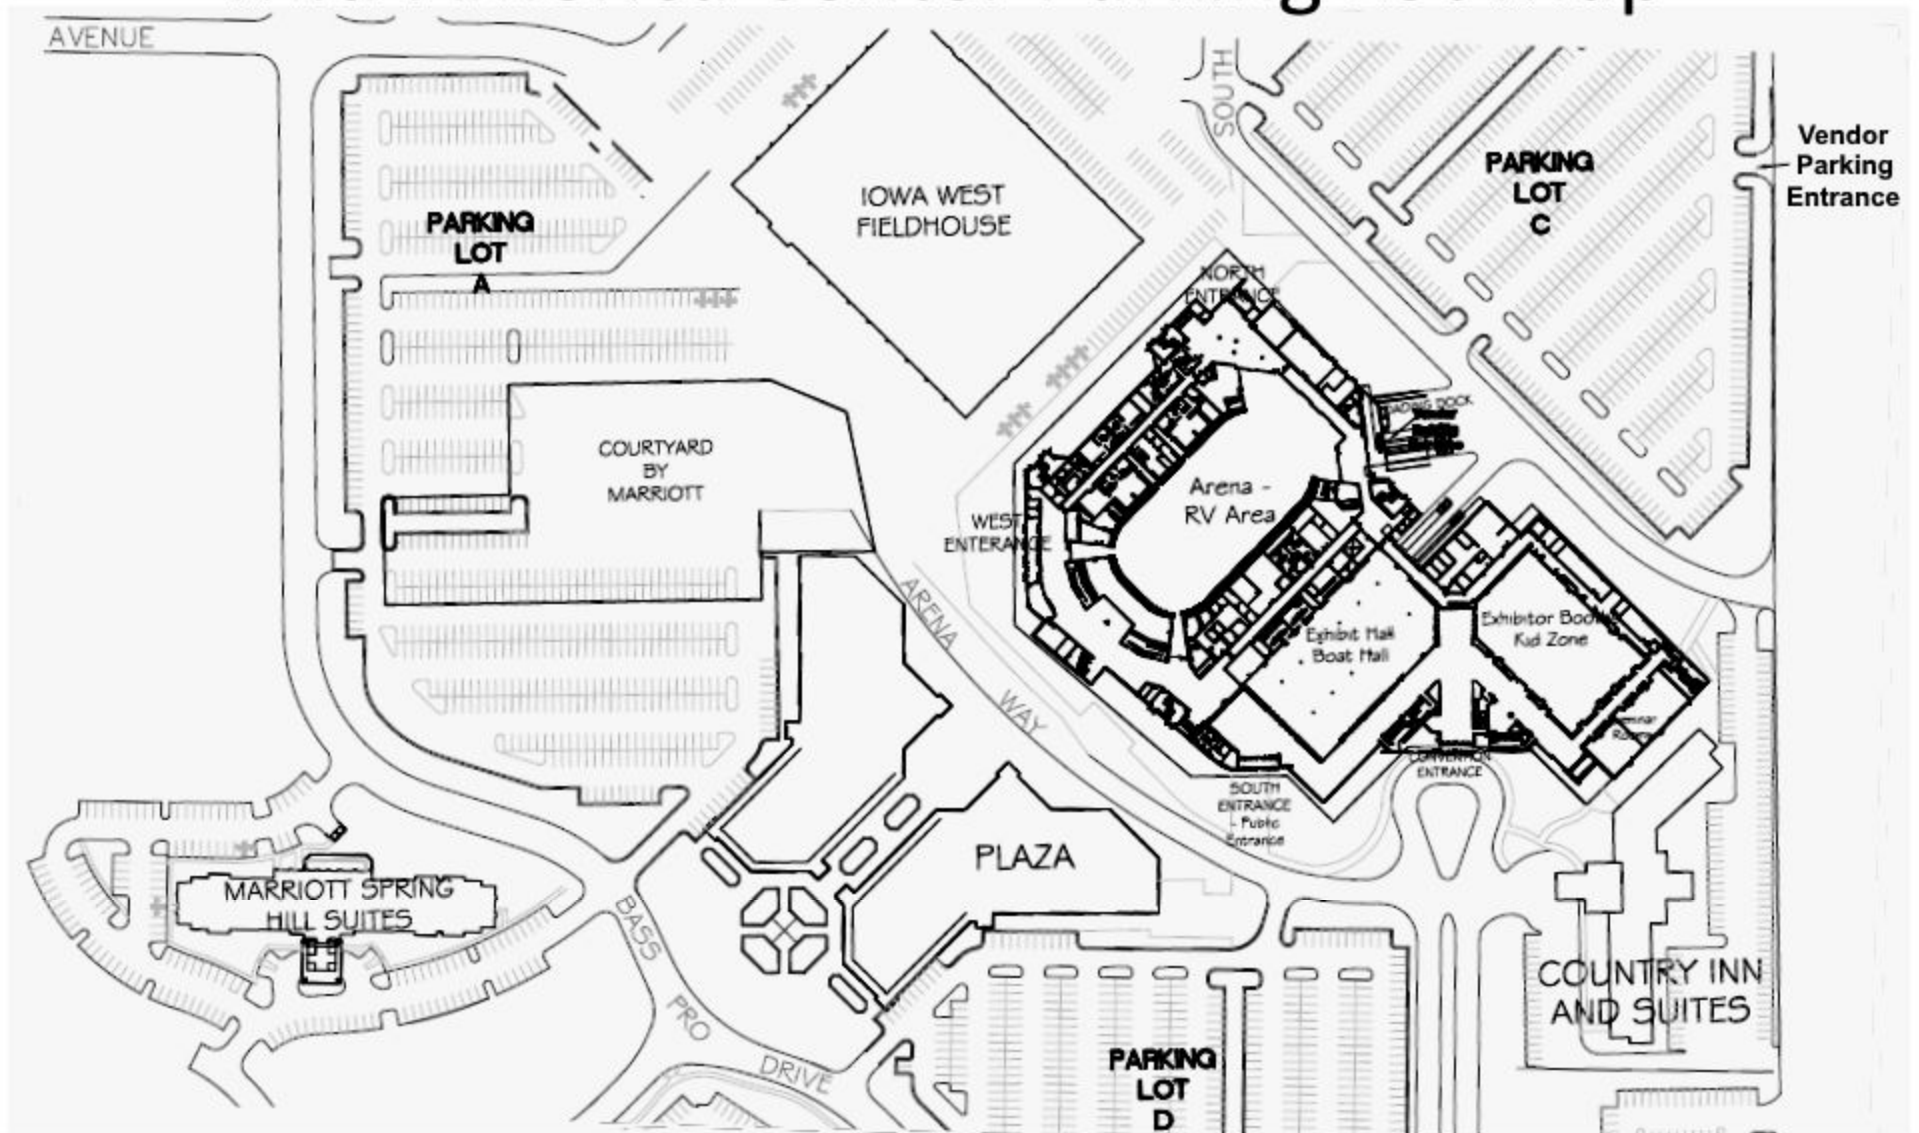 AVENUE
SOUTH
Vendor
Parking
Entrance
PARKING
LOT
C
IOWA WEST
FIELDHOUSE
PARKING
LOT
A
NORTH
ENTRANCE
LOADING DOCK
COURTYARD
BY
MARRIOTT
Arena -
RV Area
WEST
ENTERANCE
ARENA
WAY
Exhibit Hall
Boat Hall
Kid Zone
Exhibitor
CONVENTION
ENTRANCE
SOUTH
ENTRANCE
- Public
Entrance
PLAZA
MARRIOTT SPRING
HILL SUITES
BASS
PRO
DRIVE
COUNTRY INN
AND SUITES
PARKING
LOT
D